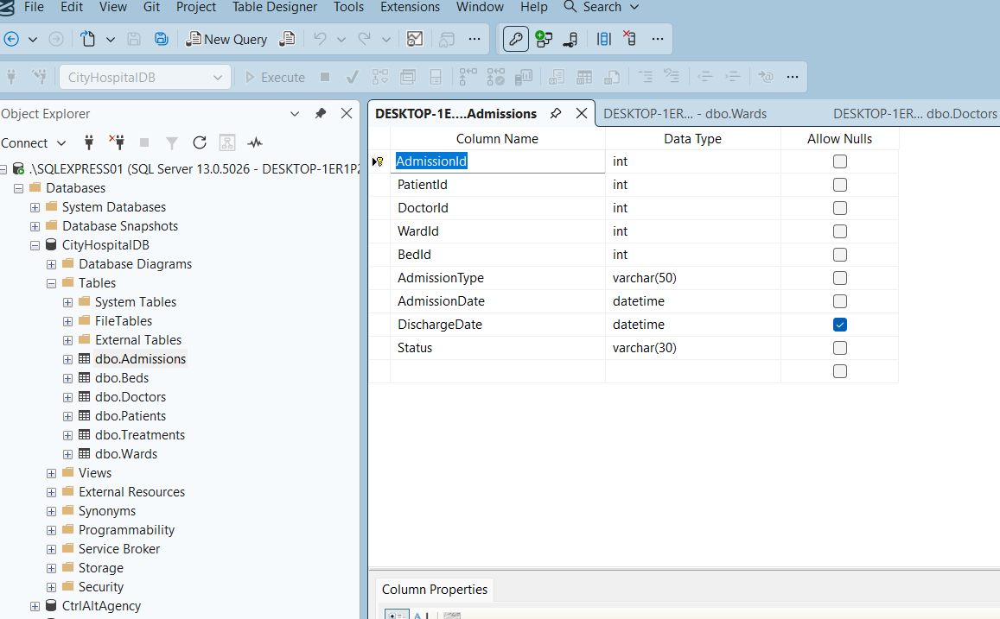 File Edit View Git Project Table Designer Tools Extensions Window Help Search
New Query
CityHospitalDB Execute
Object Explorer
Connect
.\SQLEXPRESS01 (SQL Server 13.0.5026 - DESKTOP-1ER1P2
Databases
System Databases
Database Snapshots
CityHospitalDB
Database Diagrams
Tables
System Tables
FileTables
External Tables
dbo.Admissions
dbo.Beds
dbo.Doctors
dbo.Patients
dbo.Treatments
dbo.Wards
Views
External Resources
Synonyms
Programmability
Service Broker
Storage
Security
CtrlAltAgency
DESKTOP-1E....Admissions DESKTOP-1ER... - dbo.Wards DESKTOP-1ER... dbo.Doctors
Column Name Data Type Allow Nulls
AdmissionId int
PatientId int
DoctorId int
WardId int
BedId int
AdmissionType varchar(50)
AdmissionDate datetime
DischargeDate datetime
Status varchar(30)
Column Properties